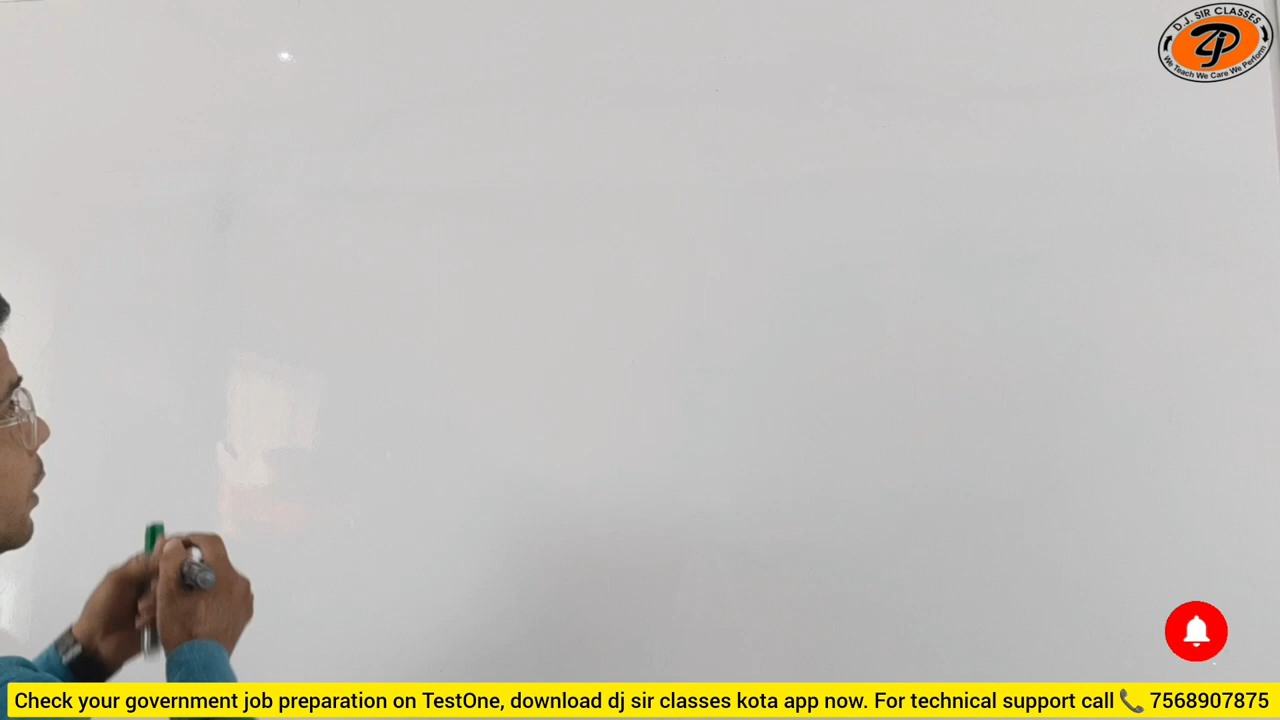 D.J. SIR CLASSES
We Teach We Care We Perform
Check your government job preparation on TestOne, download dj sir classes kota app now. For technical support call 📞 7568907875